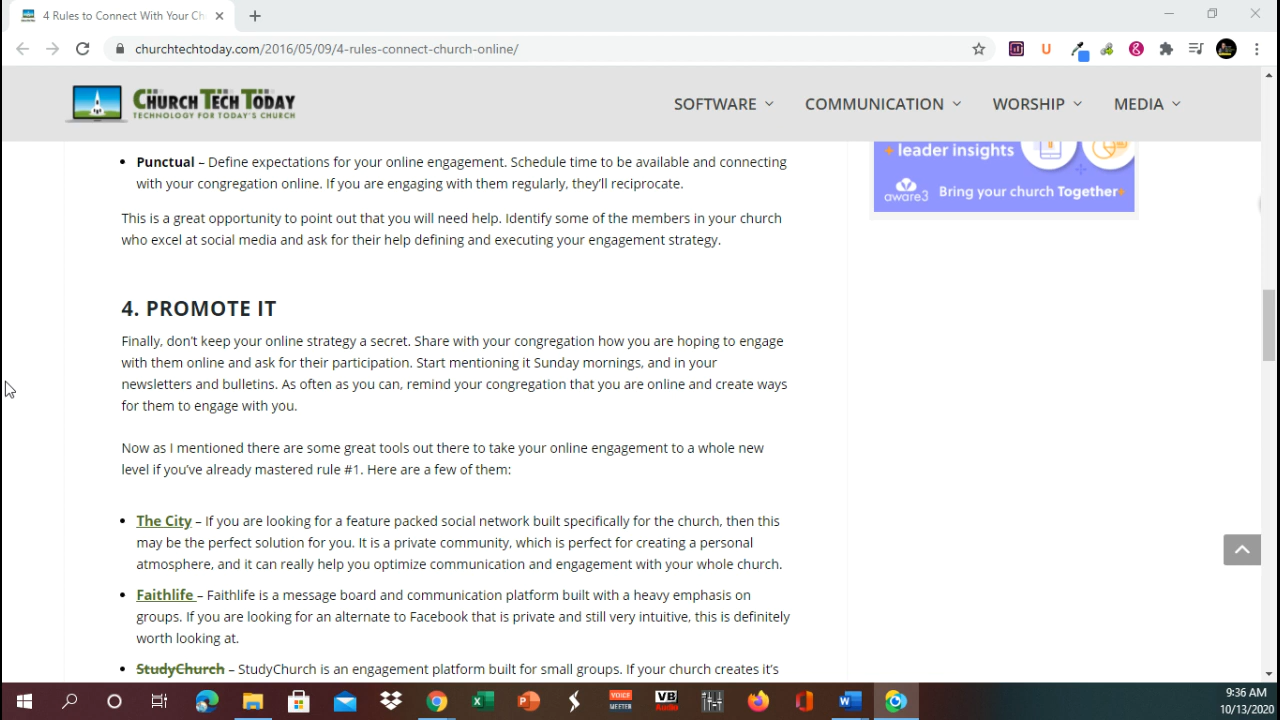 4 Rules to Connect With Your Ch
churchtechtoday.com/2016/05/09/4-rules-connect-church-online/
CHURCH TECH TODAY
TECHNOLOGY FOR TODAY'S CHURCH
SOFTWARE
COMMUNICATION
WORSHIP
MEDIA
• Punctual – Define expectations for your online engagement. Schedule time to be available and connecting
with your congregation online. If you are engaging with them regularly, they'll reciprocate.
+ leader insights
aware3
Bring your church Together+
This is a great opportunity to point out that you will need help. Identify some of the members in your church
who excel at social media and ask for their help defining and executing your engagement strategy.
4. PROMOTE IT
Finally, don't keep your online strategy a secret. Share with your congregation how you are hoping to engage
with them online and ask for their participation. Start mentioning it Sunday mornings, and in your
newsletters and bulletins. As often as you can, remind your congregation that you are online and create ways
for them to engage with you.
Now as I mentioned there are some great tools out there to take your online engagement to a whole new
level if you've already mastered rule #1. Here are a few of them:
• The City – If you are looking for a feature packed social network built specifically for the church, then this
may be the perfect solution for you. It is a private community, which is perfect for creating a personal
atmosphere, and it can really help you optimize communication and engagement with your whole church.
• Faithlife – Faithlife is a message board and communication platform built with a heavy emphasis on
groups. If you are looking for an alternate to Facebook that is private and still very intuitive, this is definitely
worth looking at.
• StudyChurch – StudyChurch is an engagement platform built for small groups. If your church creates it's
VOICE
MEETER
VB
Audio
9:36 AM
10/13/2020